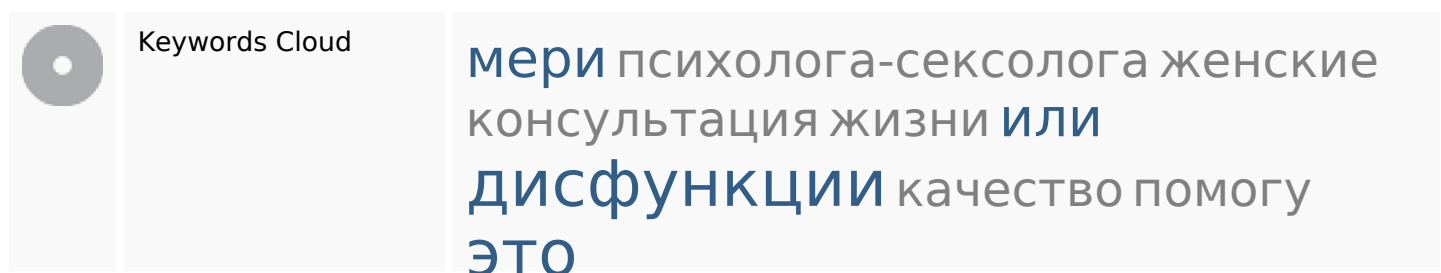 Keywords Cloud
мери психолога-сексолога женские
консультация жизни или
дисфункции качество помогу
это